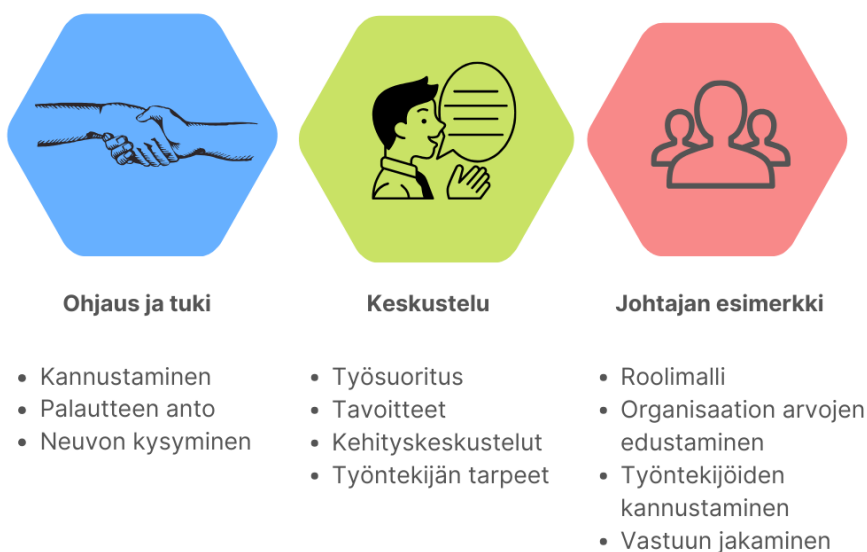 Ohjaus ja tuki
• Kannustaminen
• Palautteen anto
• Neuvon kysyminen
Keskustelu
• Työsuoritus
• Tavoitteet
• Kehityskeskustelut
• Työntekijän tarpeet
Johtajan esimerkki
• Roolimalli
• Organisaation arvojen
edustaminen
• Työntekijöiden
kannustaminen
• Vastuun jakaminen